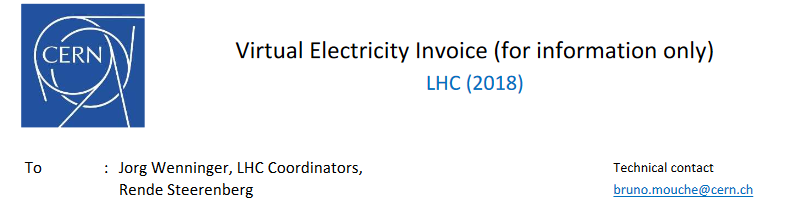 CERN
Virtual Electricity Invoice (for information only)
LHC (2018)
To : Jorg Wenninger, LHC Coordinators,
Rende Steerenberg
Technical contact
bruno.mouche@cern.ch